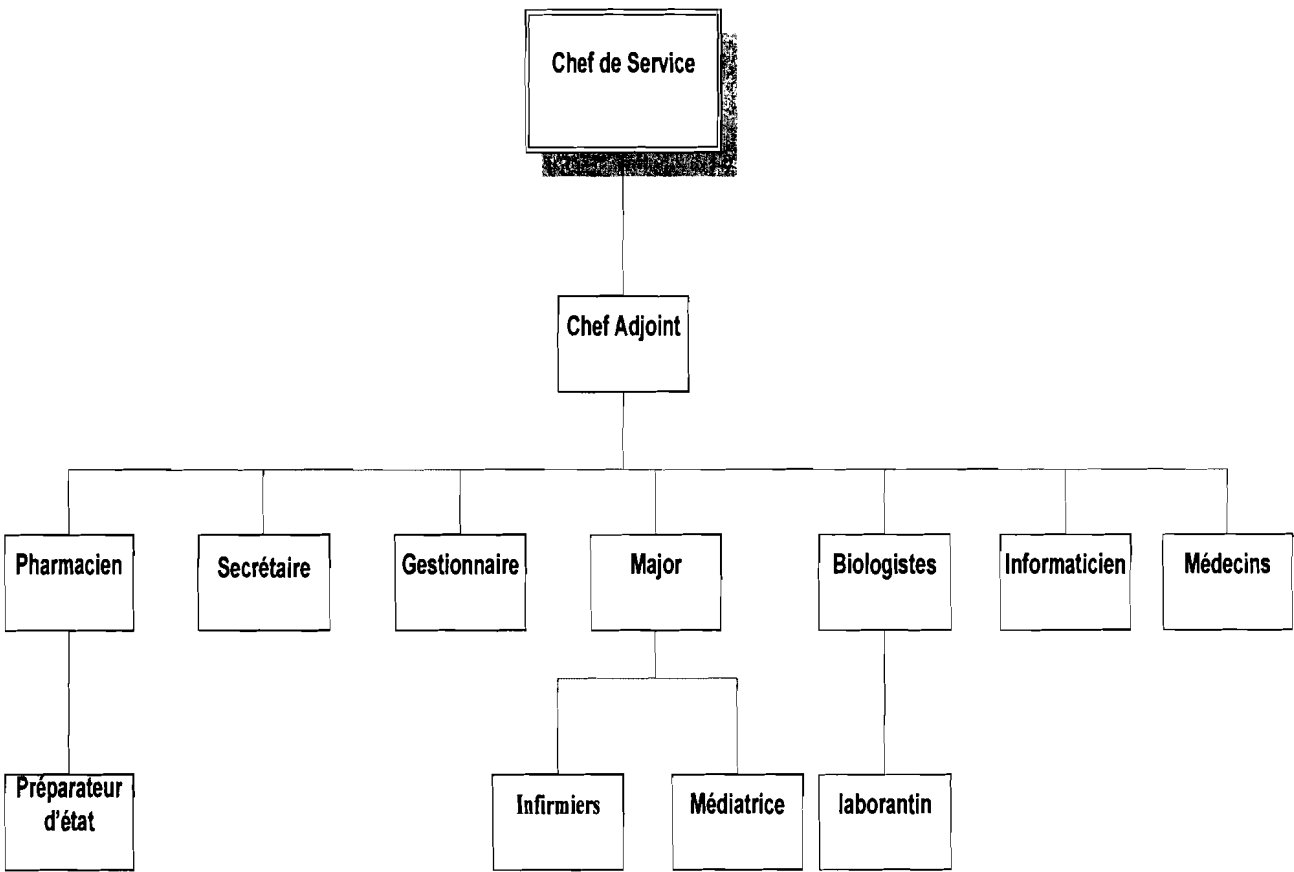 Chef de Service
Chef Adjoint
Pharmacien
Secrétaire
Gestionnaire
Major
Biologistes
Informaticien
Médecins
Préparateur
d'état
Infirmiers
Médiatrice
laborantin